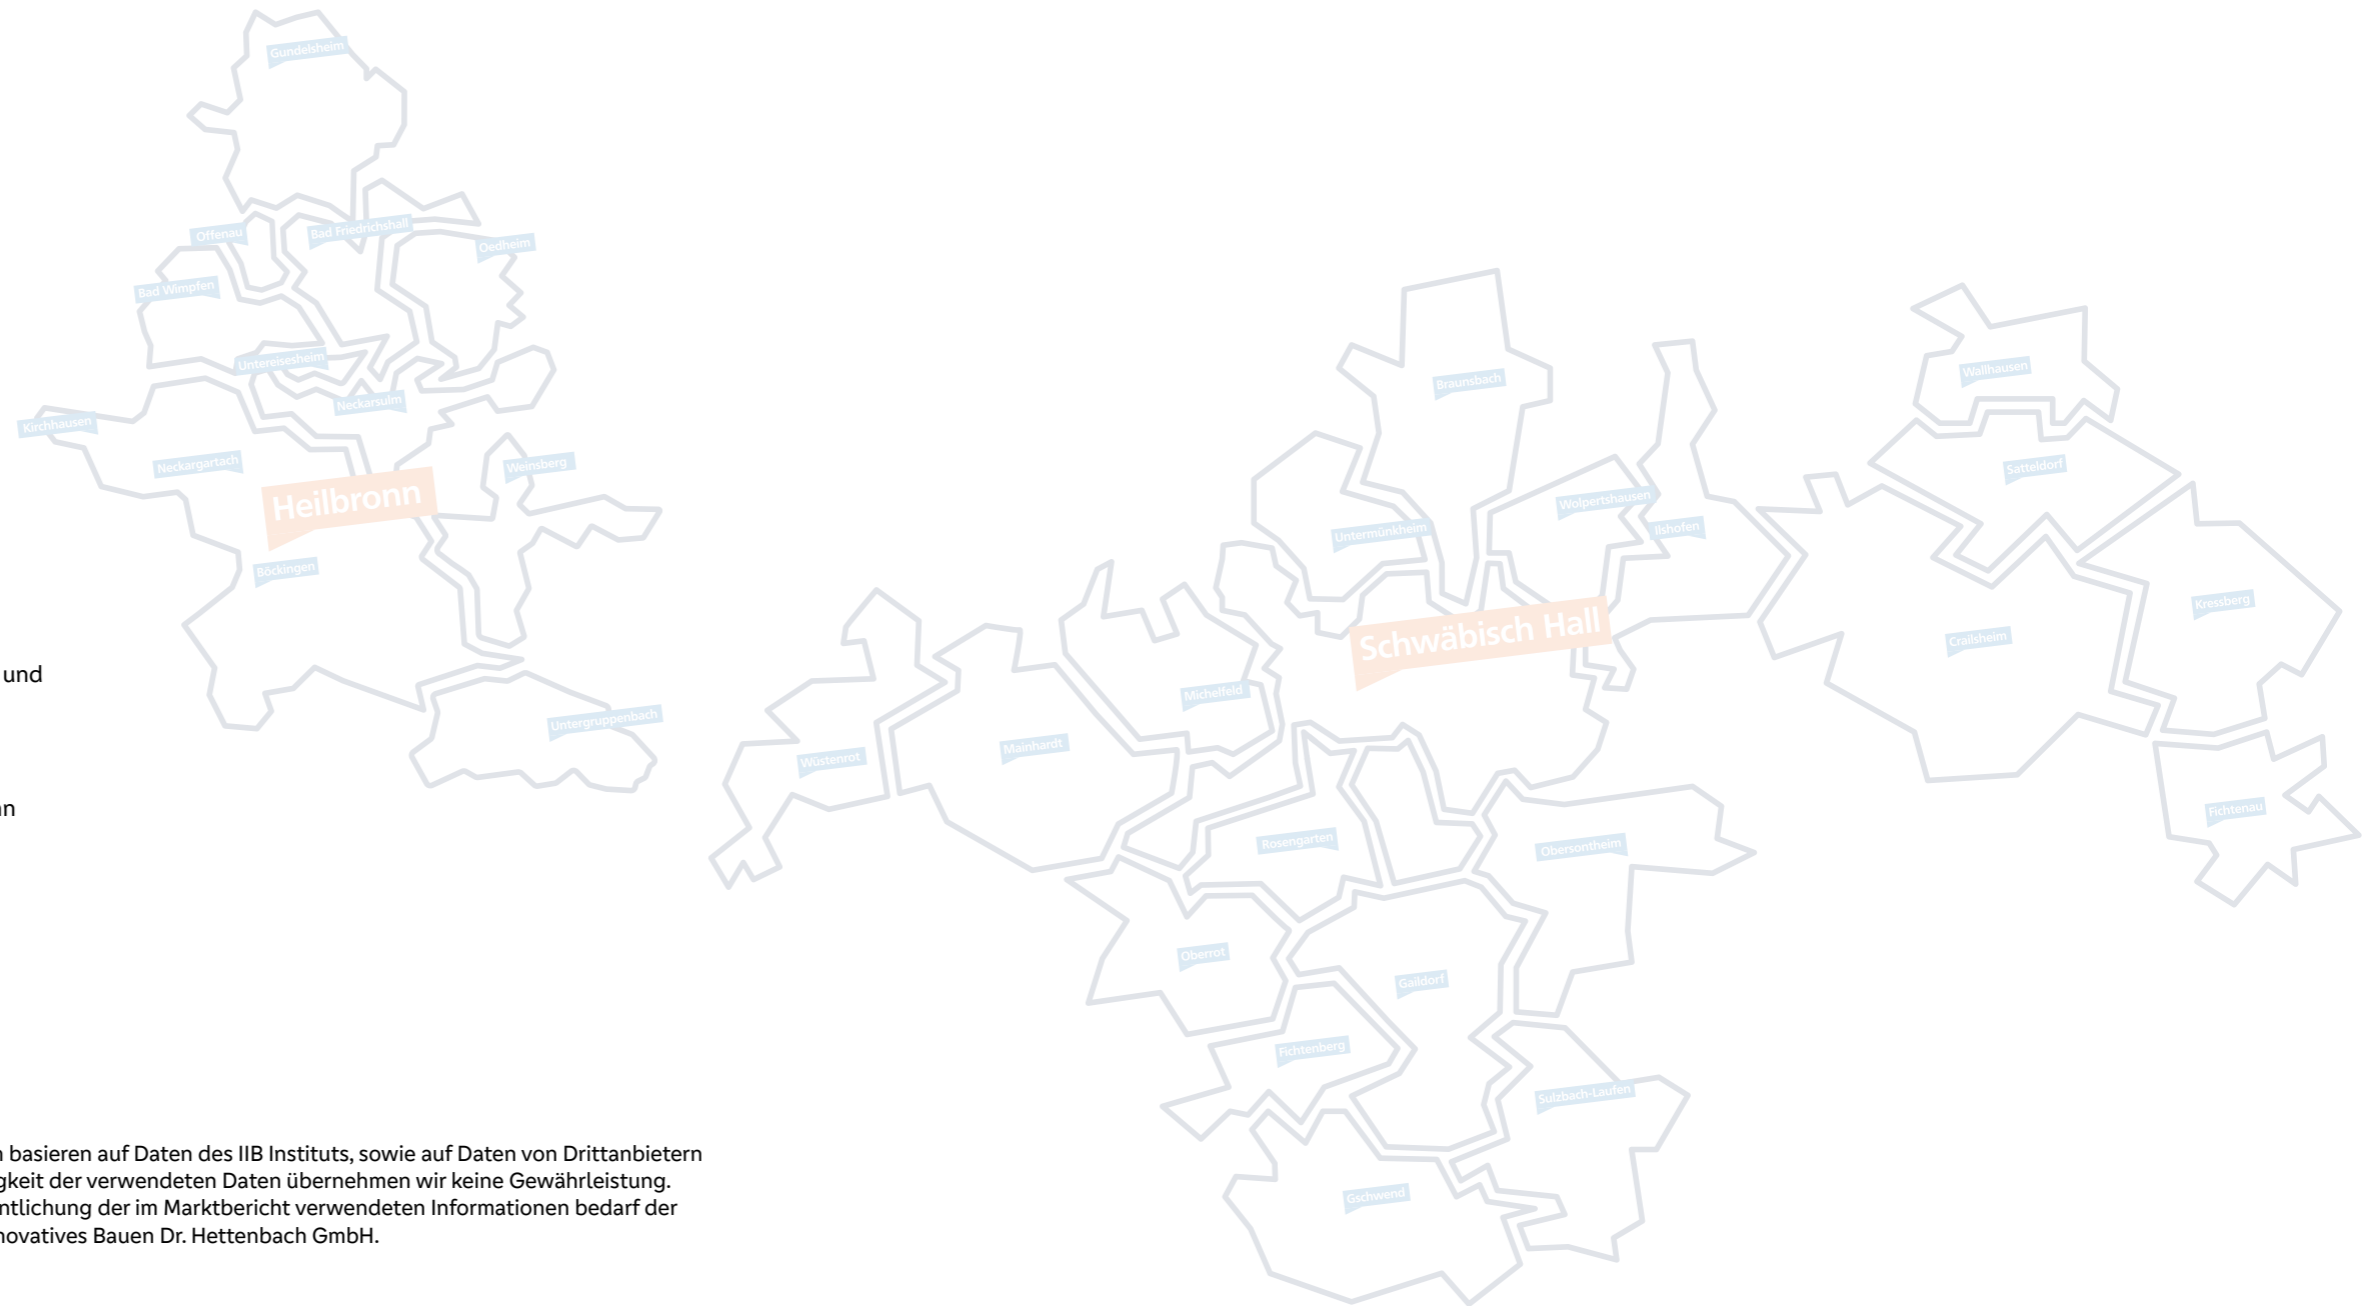 Gundelsheim
Offenau
Bad Friedrichshall
Oedheim
Bad Wimpfen
Untereisesheim
Neckarsulm
Kirchhausen
Neckargartach
Weinsberg
Heilbronn
Böckingen
Untergruppenbach
Braunsbach
Wallhausen
Satteldorf
Wolpertshausen
Ilshofen
Untermünkheim
Kressberg
Crailsheim
Schwäbisch Hall
Michelfeld
Mainhardt
Wüstenrot
Fichtenau
Rosengarten
Obersontheim
Oberrot
Gaildorf
Fichtenberg
Sulzbach-Laufen
Gschwend
und
basieren auf Daten des IIB Instituts, sowie auf Daten von Drittanbietern
gkeit der verwendeten Daten übernehmen wir keine Gewährleistung.
ntlichung der im Marktbericht verwendeten Informationen bedarf der
novatives Bauen Dr. Hettenbach GmbH.